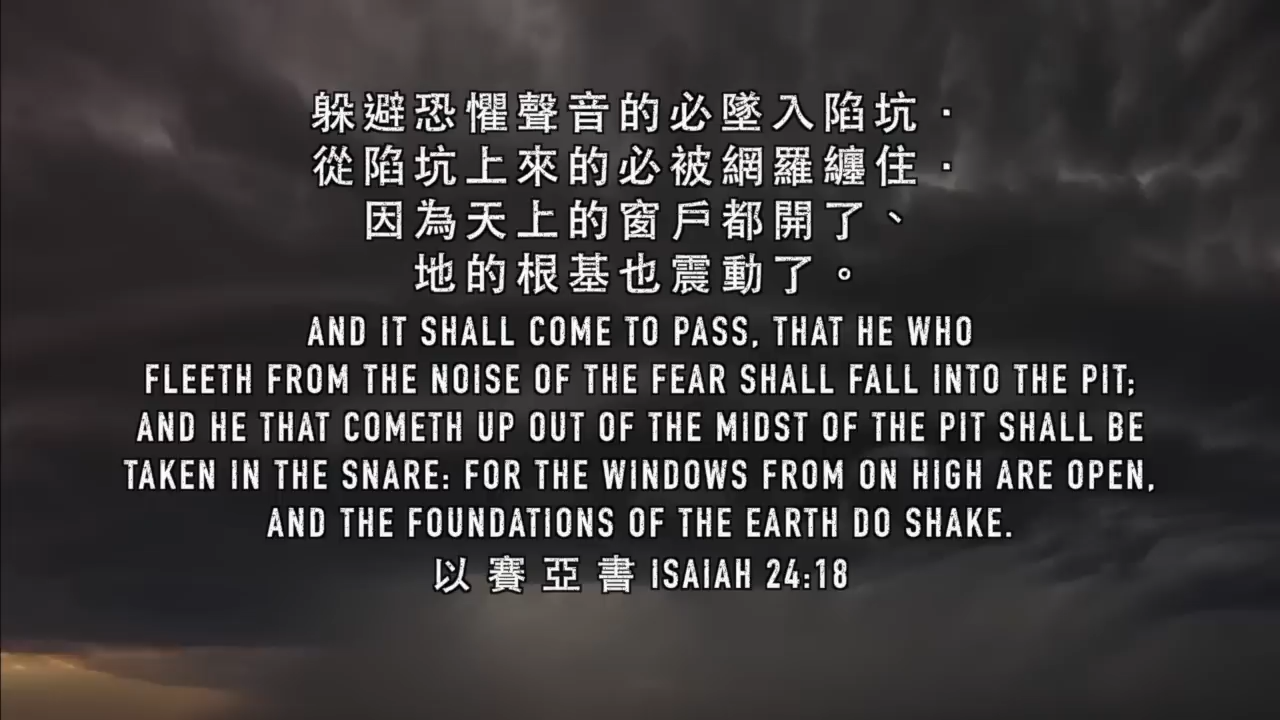 躲避恐懼聲音的必墜入陷坑．
從陷坑上來的必被網羅纏住．
因為天上的窗戶都開了、
地的根基也震動了。
AND IT SHALL COME TO PASS, THAT HE WHO
FLEETH FROM THE NOISE OF THE FEAR SHALL FALL INTO THE PIT;
AND HE THAT COMETH UP OUT OF THE MIDST OF THE PIT SHALL BE
TAKEN IN THE SNARE: FOR THE WINDOWS FROM ON HIGH ARE OPEN,
AND THE FOUNDATIONS OF THE EARTH DO SHAKE.
以賽亞書 ISAIAH 24:18